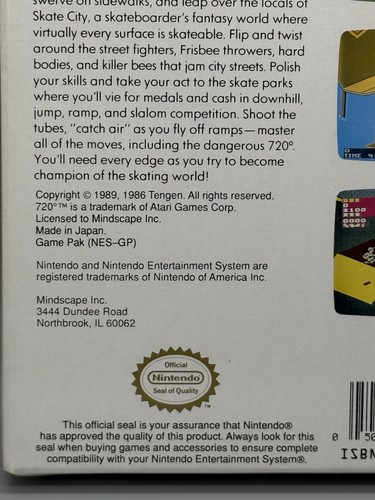 swerve on sidewalks, and leap over the locals of
Skate City, a skateboarder's fantasy world where
virtually every surface is skateable. Flip and twist
around the street fighters, Frisbee throwers, hard
bodies, and killer bees that jam city streets. Polish
your skills and take your act to the skate parks
where you'll vie for medals and cash in downhill,
jump, ramp, and slalom competition. Shoot the
tubes, "catch air" as you fly off ramps—master
all of the moves, including the dangerous 720°.
You'll need every edge as you try to become
champion of the skating world!
Copyright © 1989, 1986 Tengen. All rights reserved.
720°™ is a trademark of Atari Games Corp.
Licensed to Mindscape Inc.
Made in Japan.
Game Pak (NES-GP)
Nintendo and Nintendo Entertainment System are
registered trademarks of Nintendo of America Inc.
Mindscape Inc.
3444 Dundee Road
Northbrook, IL 60062
Official
Nintendo
Seal of Quality
™
This official seal is your assurance that Nintendo®
has approved the quality of this product. Always look for this
seal when buying games and accessories to ensure complete
compatibility with your Nintendo Entertainment System®.
0
TIME 4
$100
0 50
ISBN